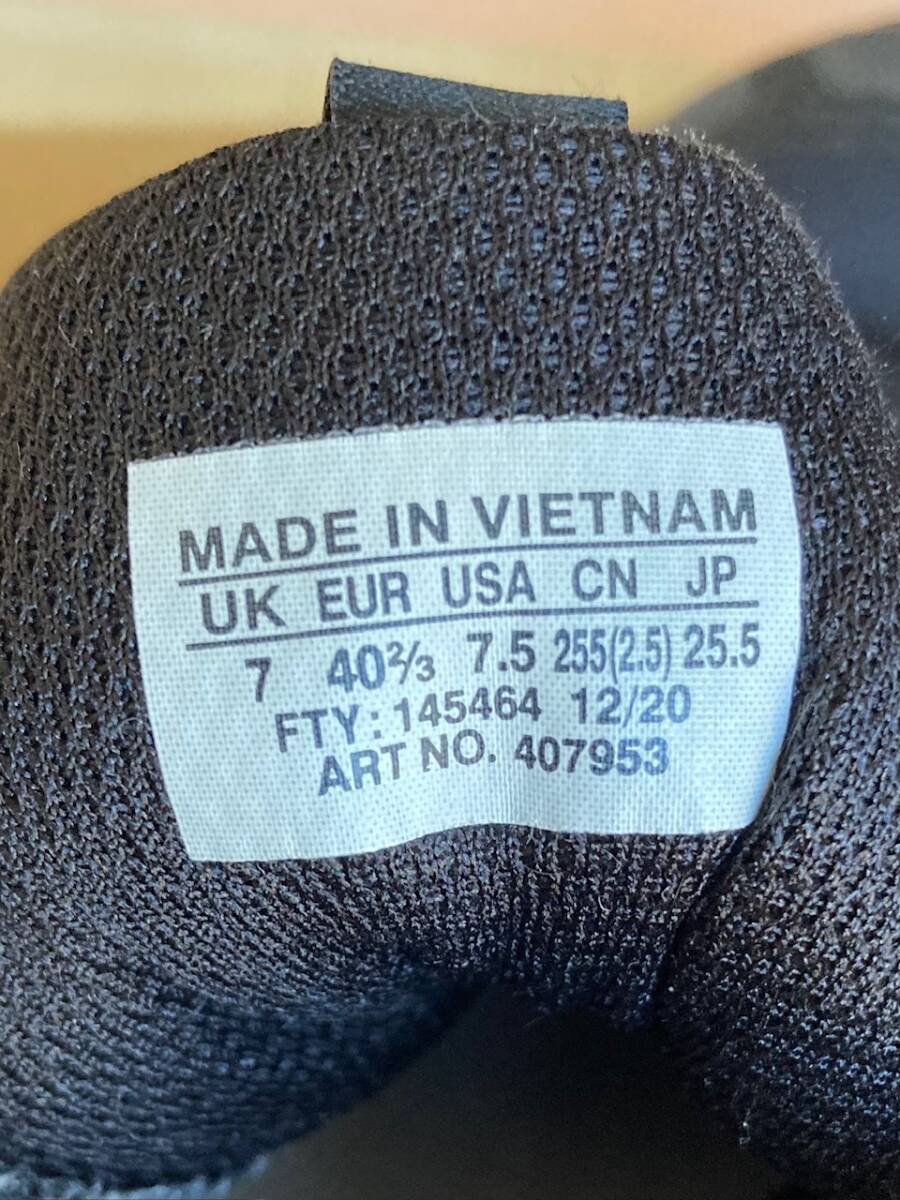 MADE IN VIETNAM
UK EUR USA CN JP
7 40⅔ 7.5 255(2.5) 25.5
FTY: 145464 12/20
ART NO. 407953